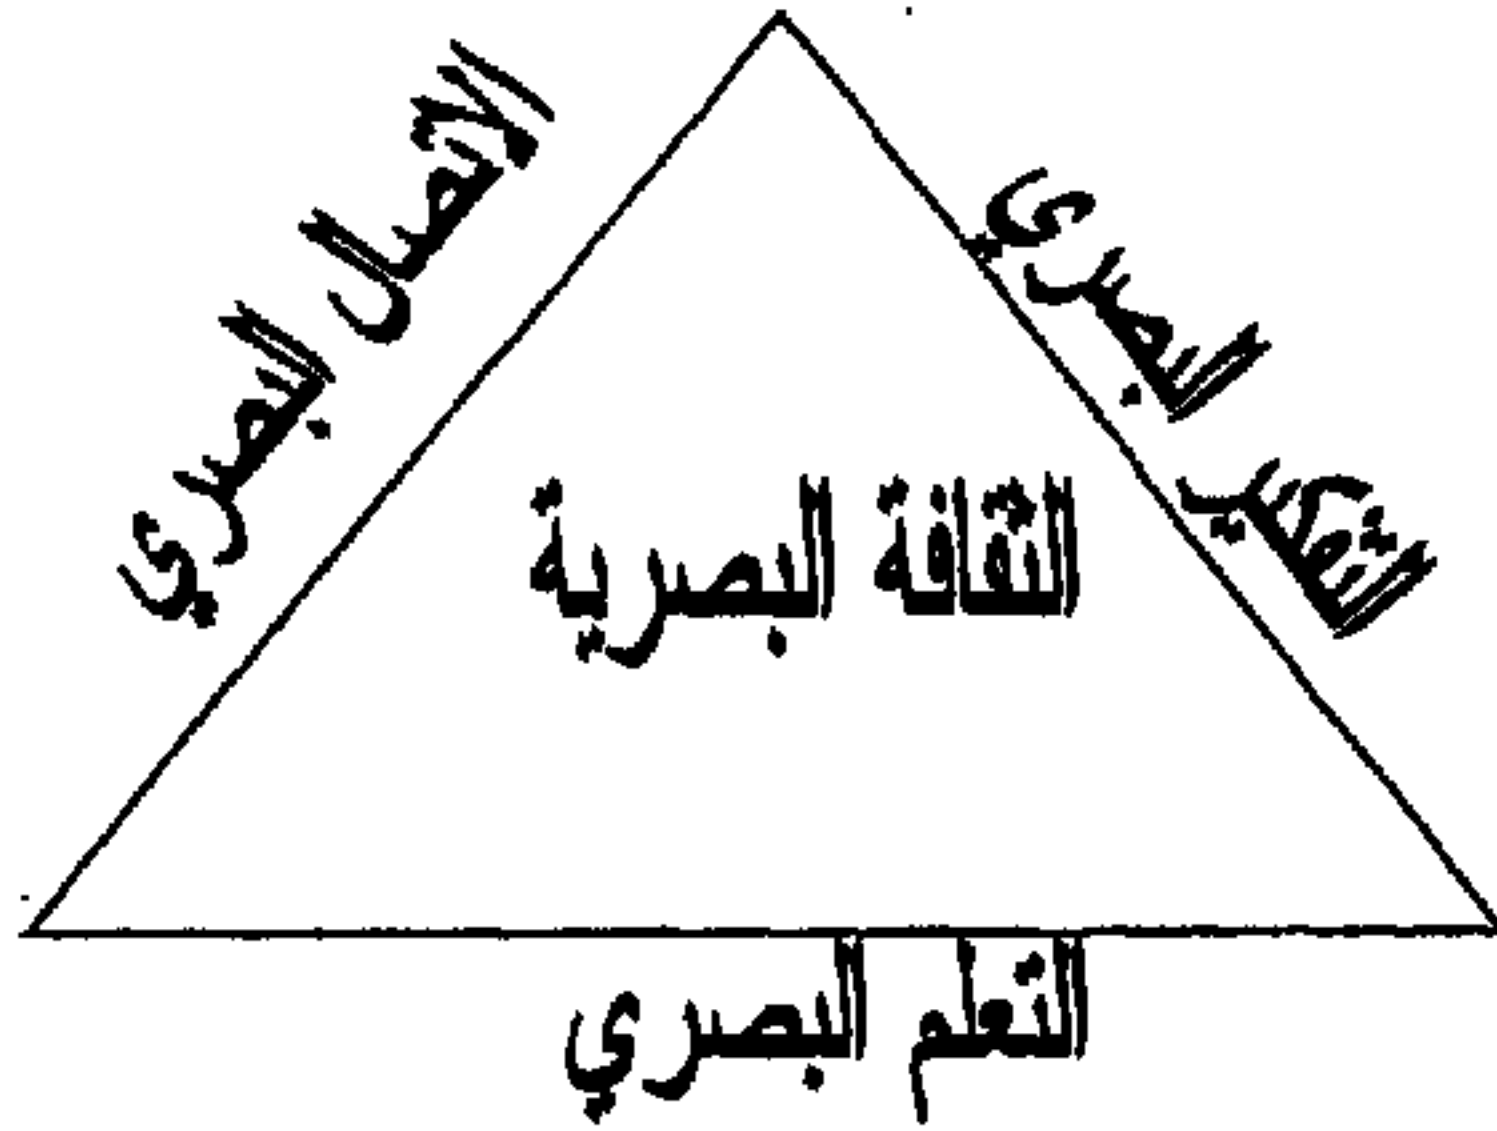 الاتصال البصري
التفكير البصري
الثقافة البصرية
التعلم البصري